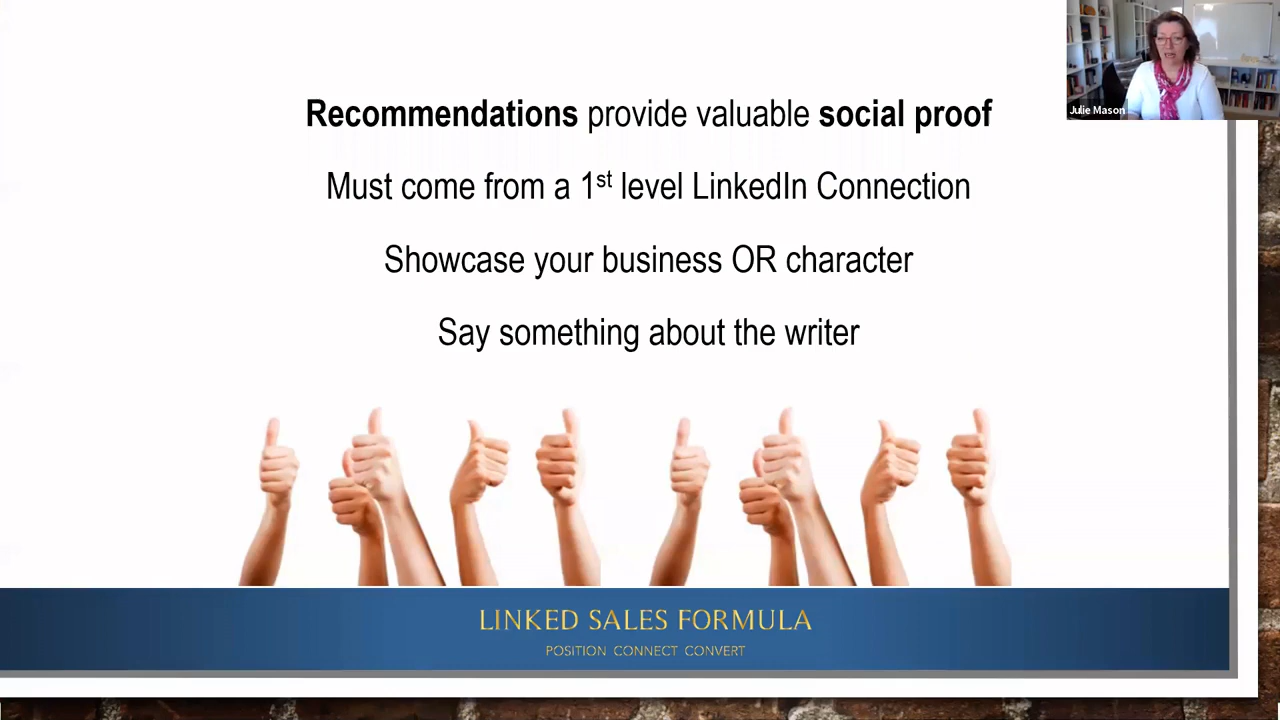 Recommendations provide valuable social proof
Must come from a 1st level LinkedIn Connection
Showcase your business OR character
Say something about the writer
Julie Mason
LINKED SALES FORMULA
POSITION CONNECT CONVERT